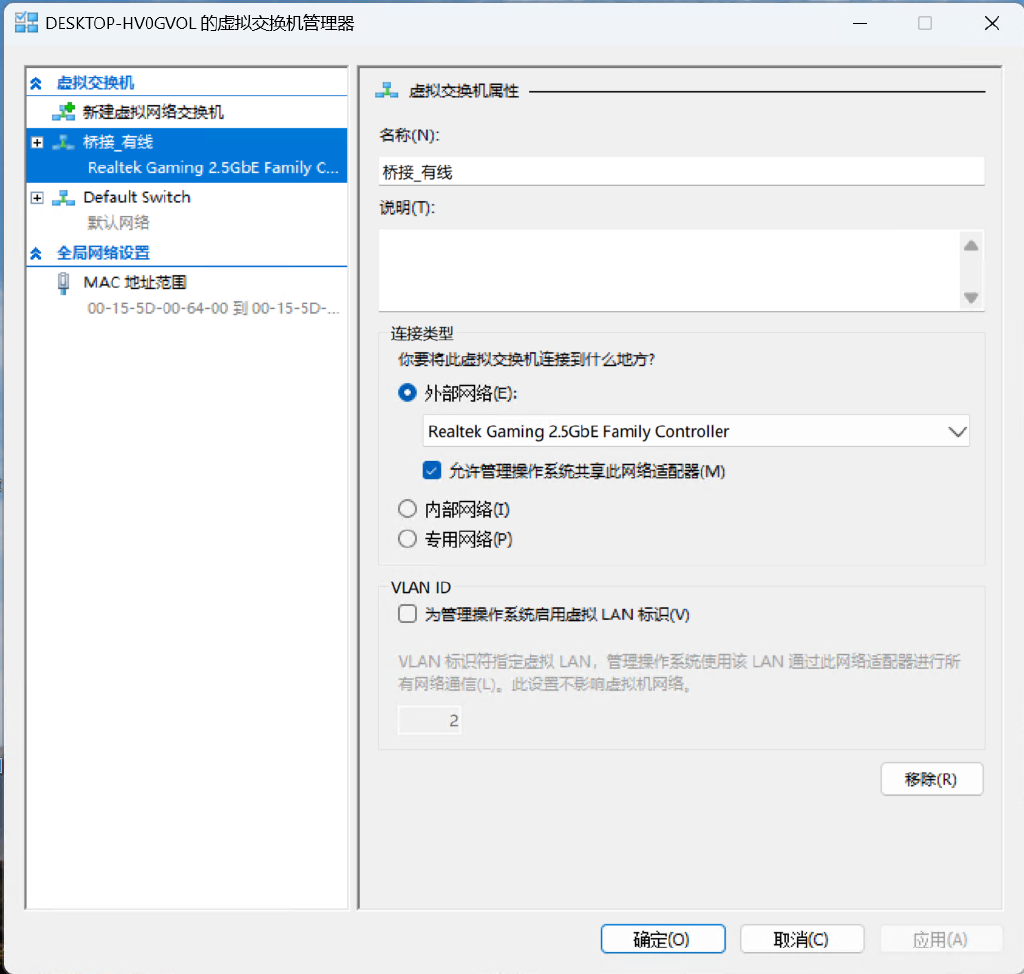 DESKTOP-HV0GVOL 的虚拟交换机管理器
虚拟交换机
新建虚拟网络交换机
桥接_有线
Realtek Gaming 2.5GbE Family C...
Default Switch
默认网络
全局网络设置
MAC 地址范围
00-15-5D-00-64-00 到 00-15-5D-...
虚拟交换机属性
名称(N):
桥接_有线
说明(T):
连接类型
你要将此虚拟交换机连接到什么地方?
外部网络(E):
Realtek Gaming 2.5GbE Family Controller
允许管理操作系统共享此网络适配器(M)
内部网络(I)
专用网络(P)
VLAN ID
为管理操作系统启用虚拟 LAN 标识(V)
VLAN 标识符指定虚拟 LAN，管理操作系统使用该 LAN 通过此网络适配器进行所
有网络通信(L)。此设置不影响虚拟机网络。
2
移除(R)
确定(O)
取消(C)
应用(A)